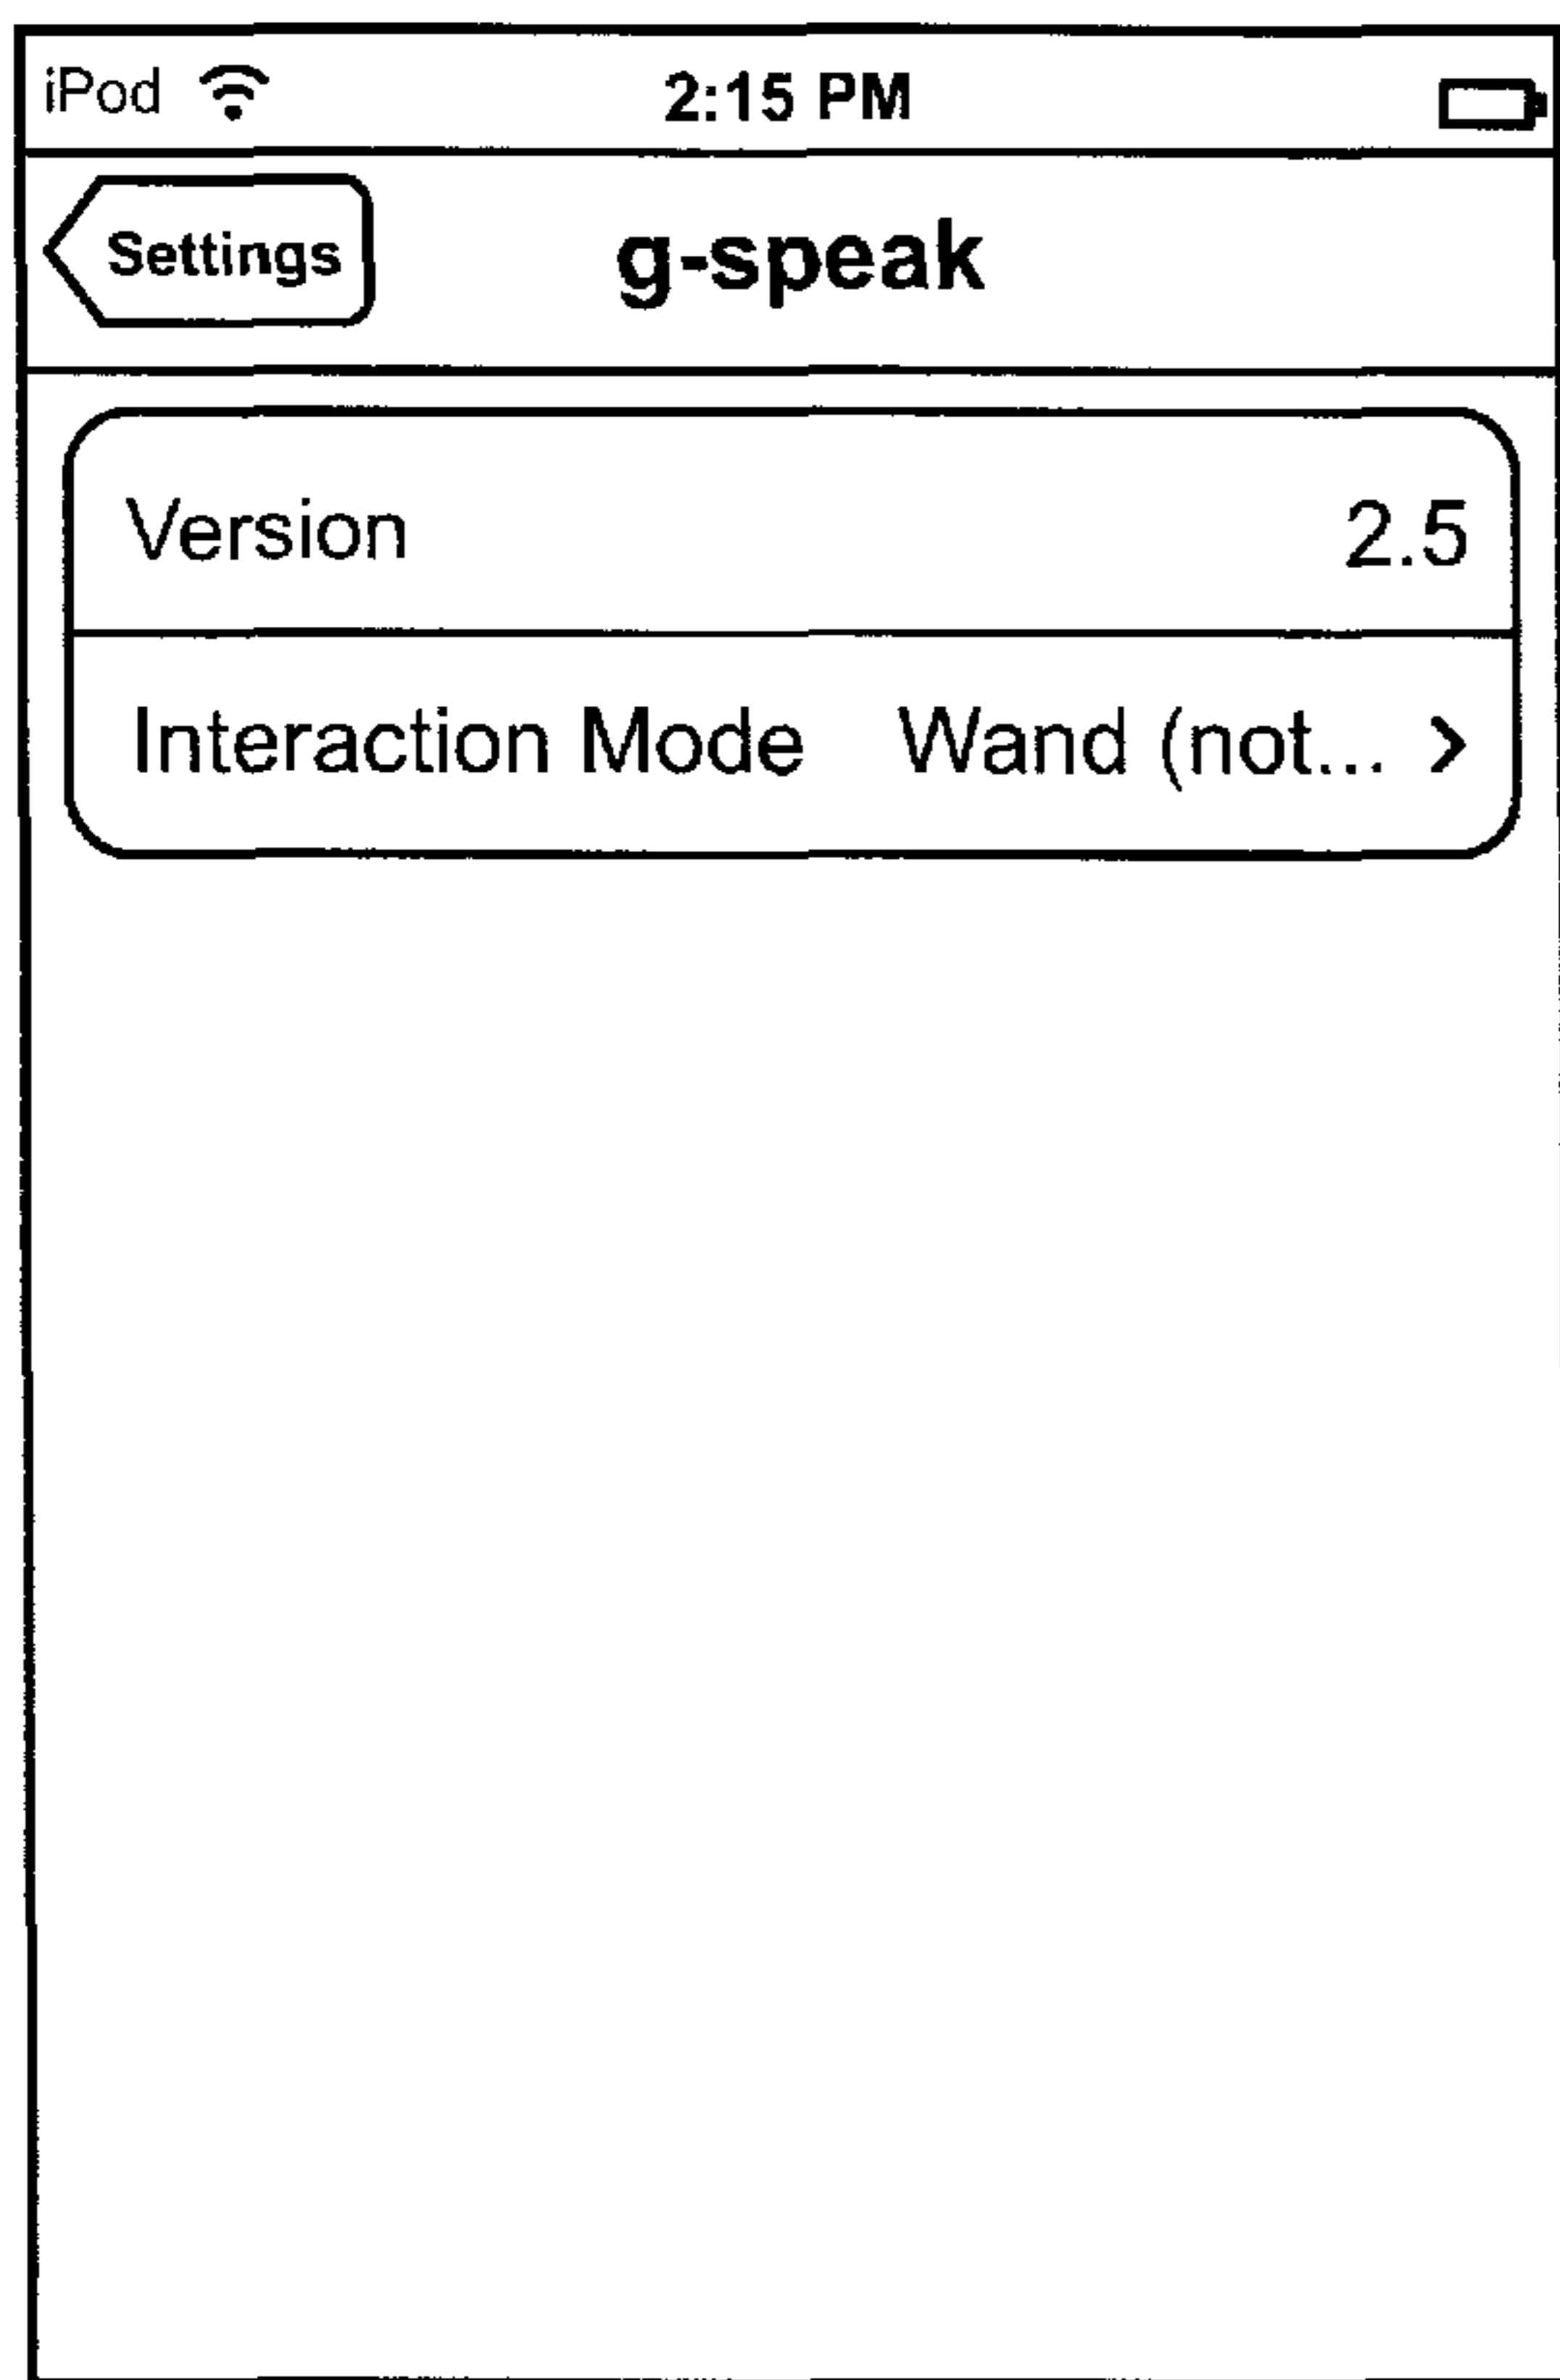 iPod 2:15 PM
Settings g-speak
Version 2.5
Interaction Mode Wand (not... >